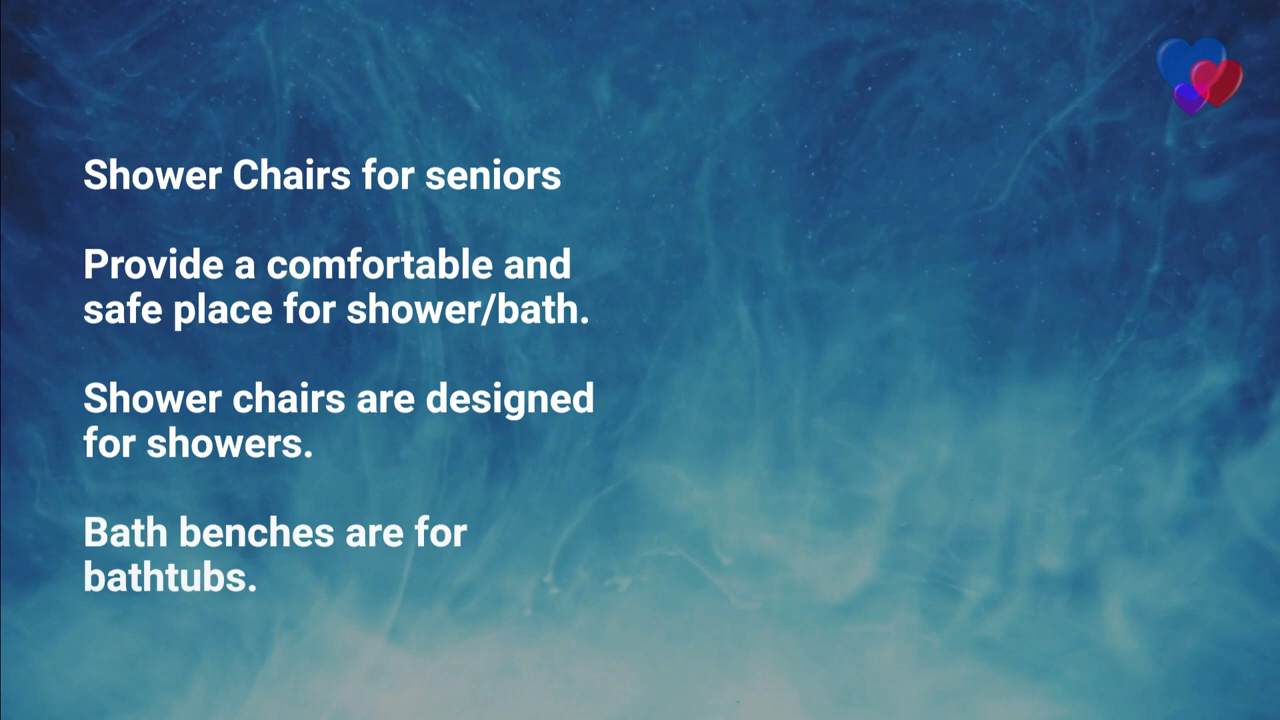 Shower Chairs for seniors
Provide a comfortable and
safe place for shower/bath.
Shower chairs are designed
for showers.
Bath benches are for
bathtubs.